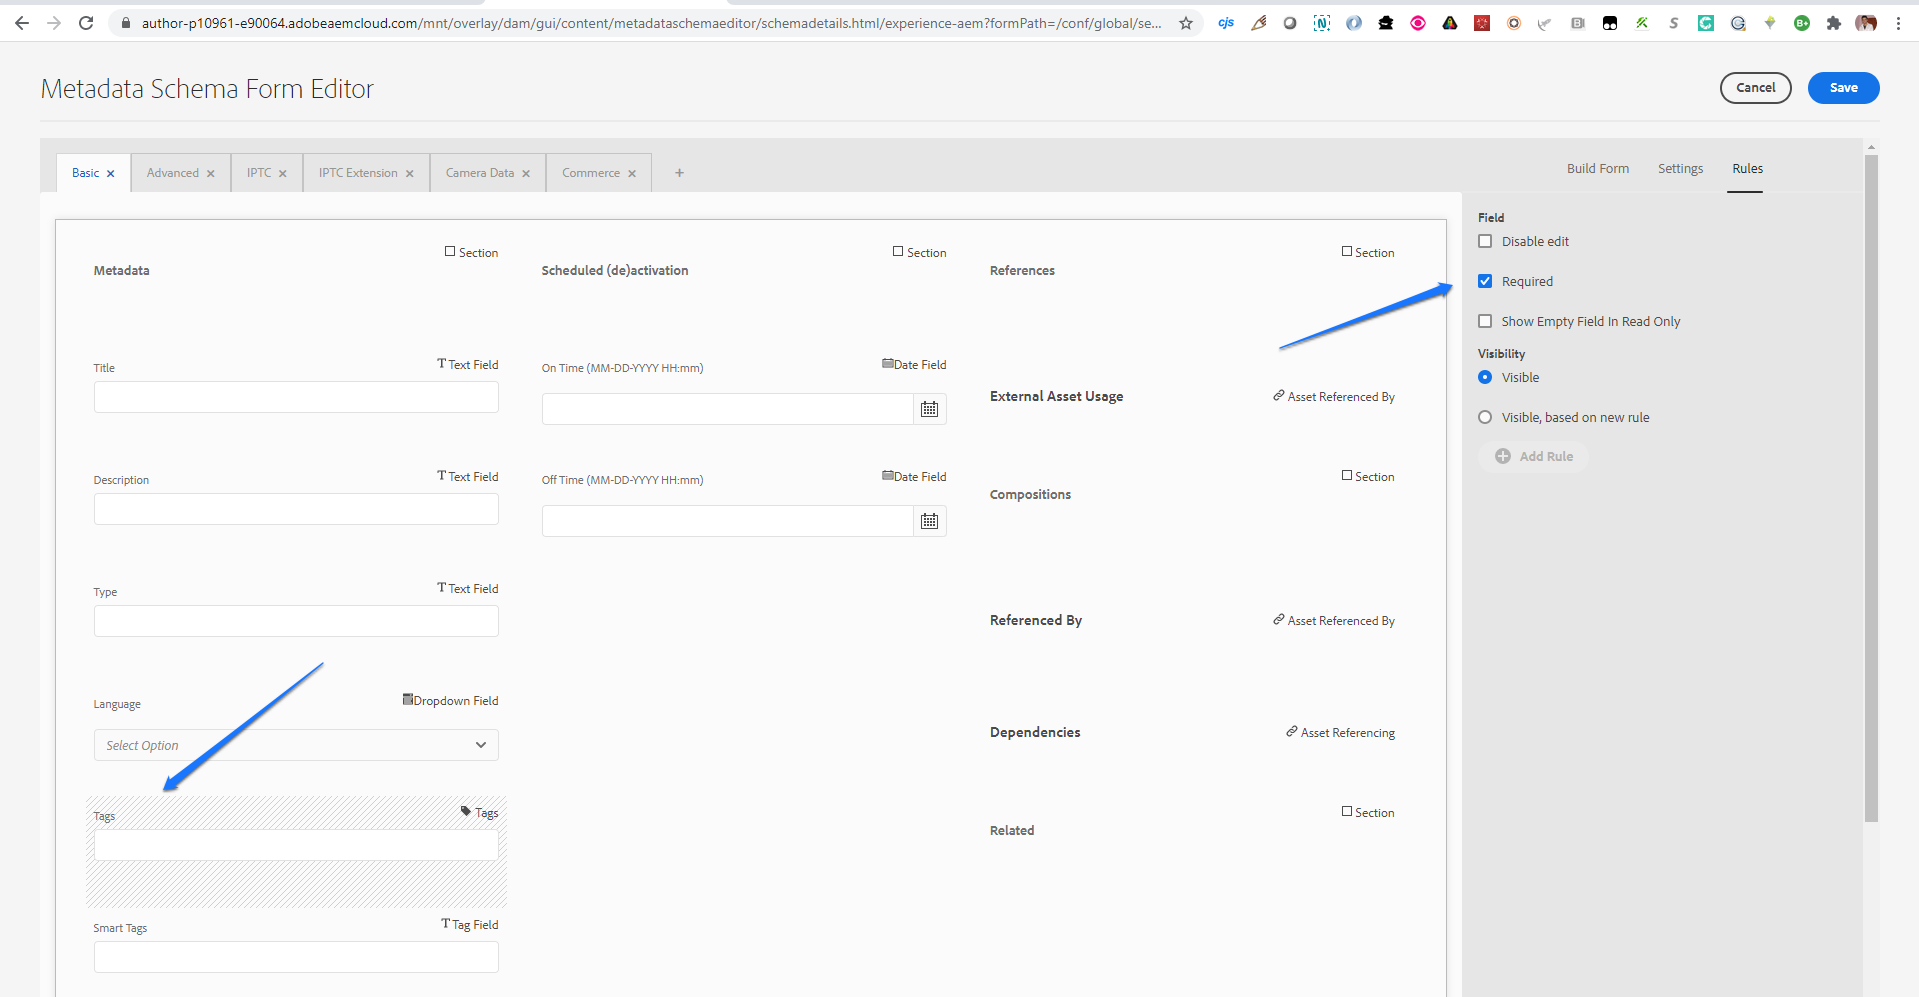 author-p10961-e90064.adobeaemcloud.com/mnt/overlay/dam/gui/content/metadataschemaeditor/schemadetails.html/experience-aem?formPath=/conf/global/se...
cjs
N
B
S
C
G
B+
Metadata Schema Form Editor
Cancel
Save
Basic ×
Advanced ×
IPTC ×
IPTC Extension ×
Camera Data ×
Commerce ×
+
Build Form
Settings
Rules
Section
Metadata
Title
T Text Field
Description
T Text Field
Type
T Text Field
Language
Dropdown Field
Select Option
Tags
Tags
Smart Tags
T Tag Field
Section
Scheduled (de)activation
On Time (MM-DD-YYYY HH:mm)
Date Field
Off Time (MM-DD-YYYY HH:mm)
Date Field
Section
References
External Asset Usage
Asset Referenced By
Section
Compositions
Referenced By
Asset Referenced By
Dependencies
Asset Referencing
Section
Related
Field
Disable edit
Required
Show Empty Field In Read Only
Visibility
Visible
Visible, based on new rule
Add Rule